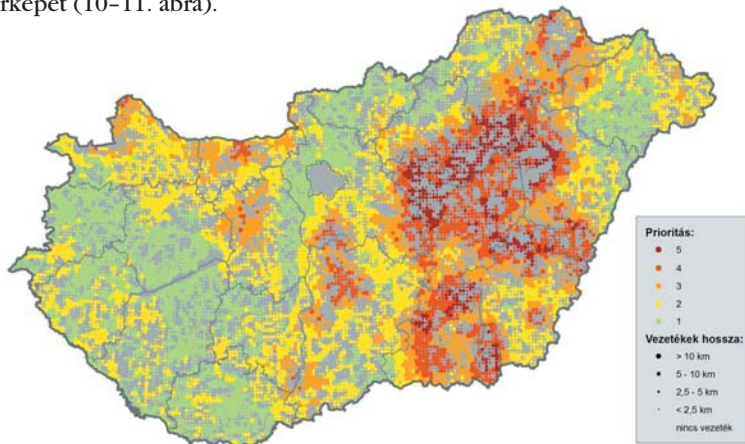 rképet (10–11. ábra).
Prioritás:
5
4
3
2
1
Vezetékek hossza:
> 10 km
5 - 10 km
2,5 - 5 km
< 2,5 km
nincs vezeték